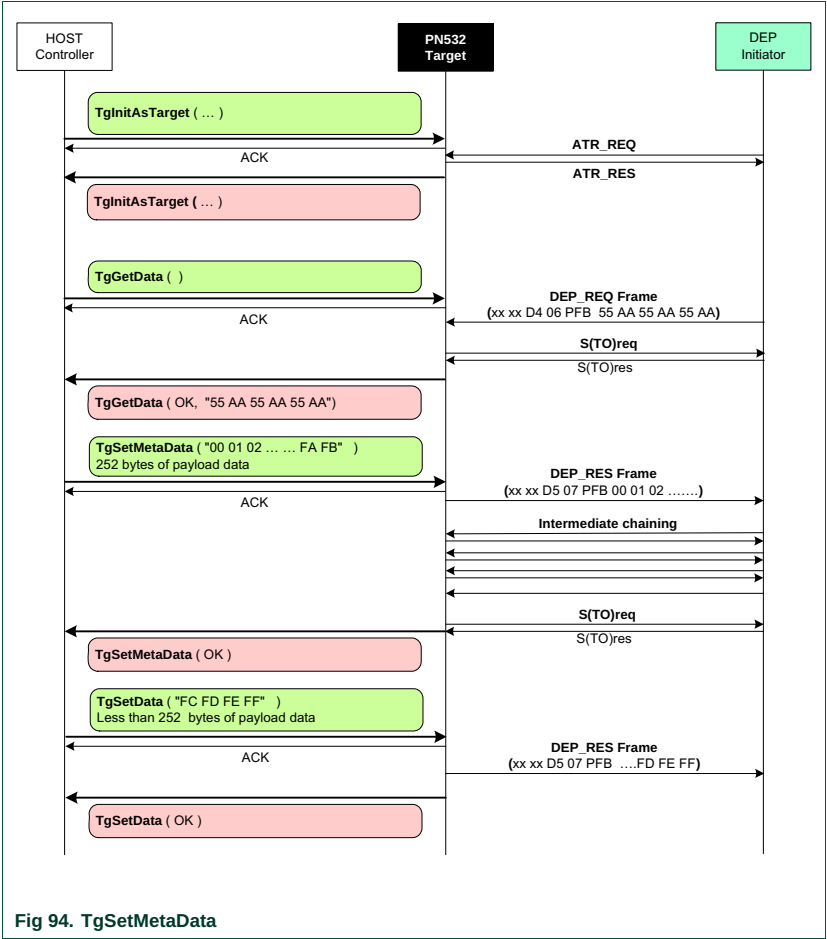 HOST
Controller
PN532
Target
DEP
Initiator
TgInitAsTarget ( … )
ACK
ATR_REQ
ATR_RES
TgInitAsTarget ( … )
TgGetData ( )
ACK
DEP_REQ Frame
(xx xx D4 06 PFB 55 AA 55 AA 55 AA)
S(TO)req
S(TO)res
TgGetData ( OK, "55 AA 55 AA 55 AA")
TgSetMetaData ( "00 01 02 … … FA FB" )
252 bytes of payload data
ACK
DEP_RES Frame
(xx xx D5 07 PFB 00 01 02 …….)
Intermediate chaining
S(TO)req
S(TO)res
TgSetMetaData ( OK )
TgSetData ( "FC FD FE FF" )
Less than 252 bytes of payload data
ACK
DEP_RES Frame
(xx xx D5 07 PFB ….FD FE FF)
TgSetData ( OK )
Fig 94. TgSetMetaData